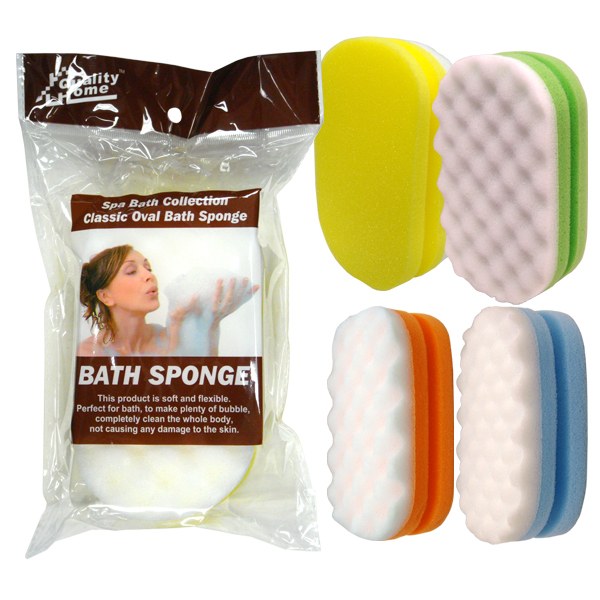 Quality
Home™
Spa Bath Collection
Classic Oval Bath Sponge
BATH SPONGE
This product is soft and flexible.
Perfect for bath, to make plenty of bubble,
completely clean the whole body,
not causing any damage to the skin.